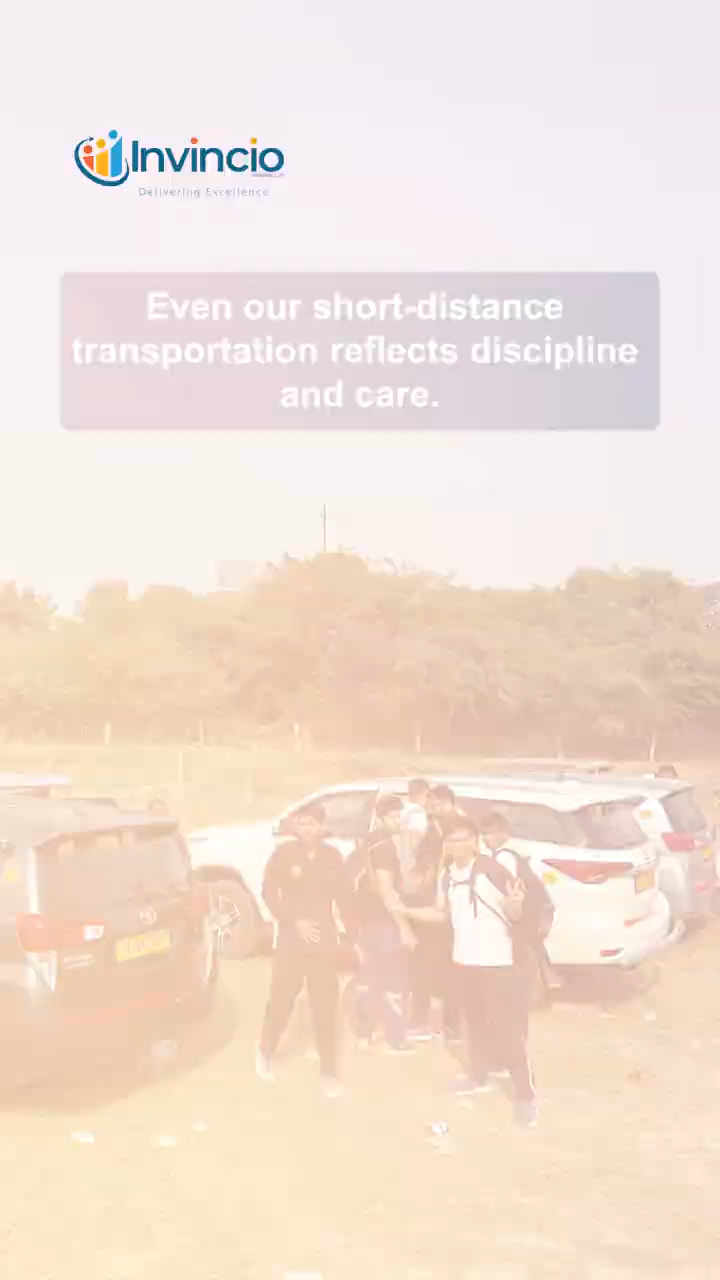 Invincio
Delivering Excellence
Even our short-distance
transportation reflects discipline
and care.